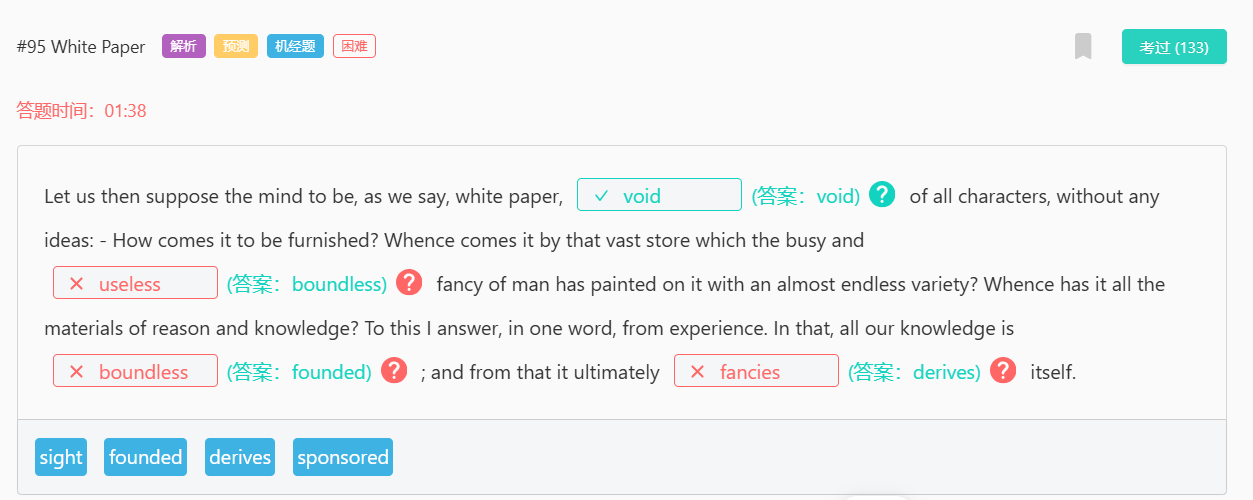 #95 White Paper 解析 预测 机经题 困难 考过 (133)
答题时间：01:38
Let us then suppose the mind to be, as we say, white paper, ✓ void (答案：void) ? of all characters, without any
ideas: - How comes it to be furnished? Whence comes it by that vast store which the busy and
✕ useless (答案：boundless) ? fancy of man has painted on it with an almost endless variety? Whence has it all the
materials of reason and knowledge? To this I answer, in one word, from experience. In that, all our knowledge is
✕ boundless (答案：founded) ? ; and from that it ultimately ✕ fancies (答案：derives) ? itself.
sight founded derives sponsored